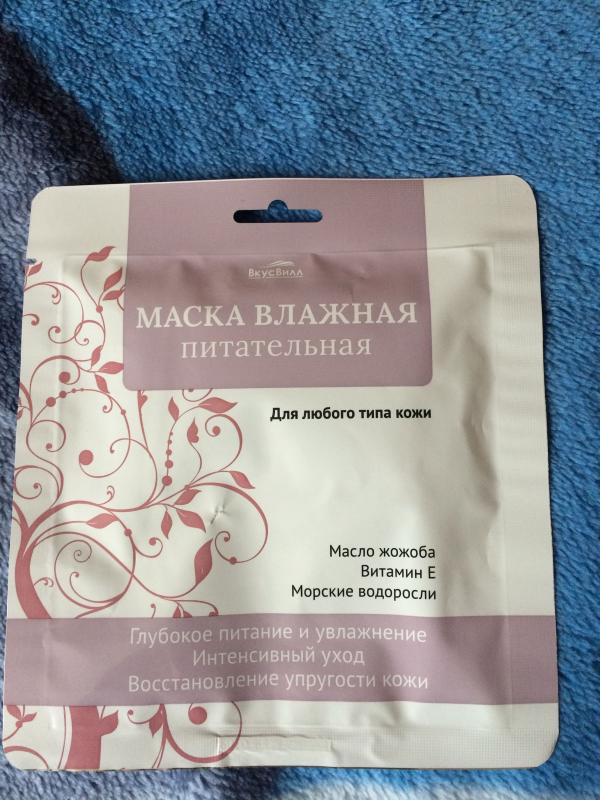 ВкусВилл
МАСКА ВЛАЖНАЯ
питательная
Для любого типа кожи
Масло жожоба
Витамин Е
Морские водоросли
Глубокое питание и увлажнение
Интенсивный уход
Восстановление упругости кожи